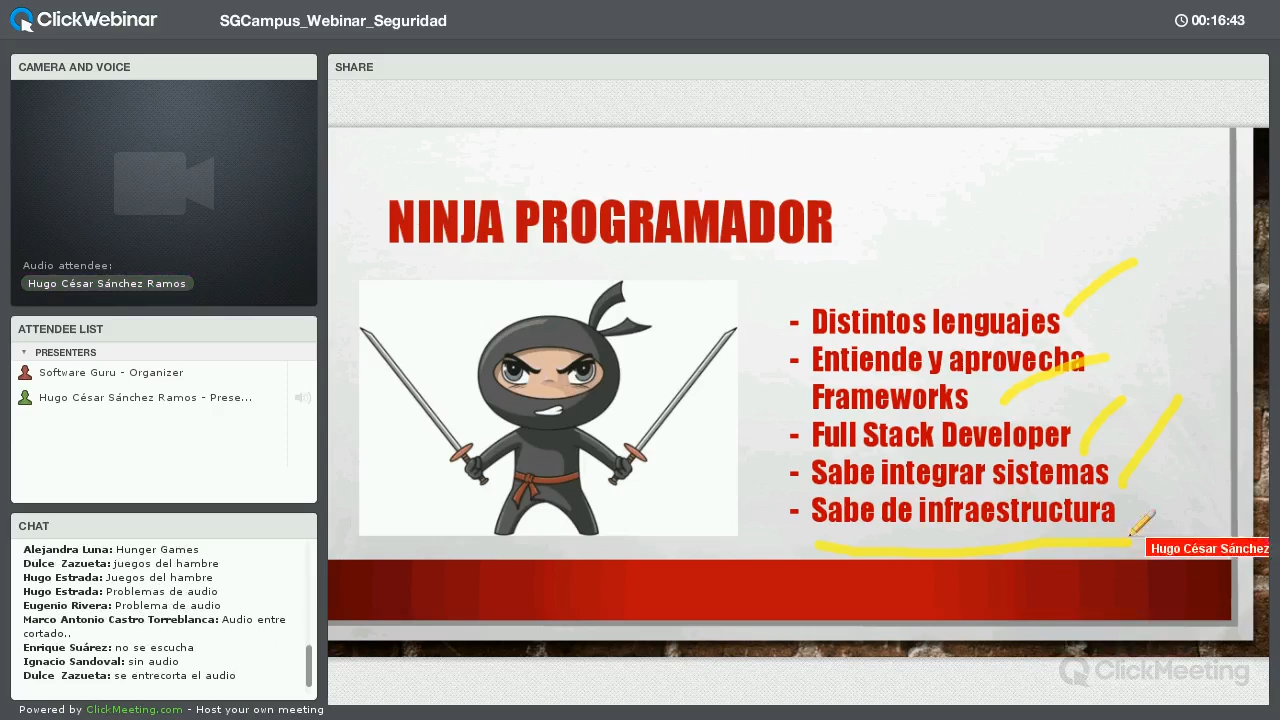 ClickWebinar
SGCampus_Webinar_Seguridad
00:16:43
CAMERA AND VOICE
Audio attendee:
Hugo César Sánchez Ramos
ATTENDEE LIST
PRESENTERS
Software Guru - Organizer
Hugo César Sánchez Ramos - Prese...
CHAT
Alejandra Luna: Hunger Games
Dulce Zazueta: juegos del hambre
Hugo Estrada: Juegos del hambre
Hugo Estrada: Problemas de audio
Eugenio Rivera: Problema de audio
Marco Antonio Castro Torreblanca: Audio entre
cortado..
Enrique Suárez: no se escucha
Ignacio Sandoval: sin audio
Dulce Zazueta: se entrecorta el audio
Powered by ClickMeeting.com - Host your own meeting
SHARE
NINJA PROGRAMADOR
- Distintos lenguajes
- Entiende y aprovecha
Frameworks
- Full Stack Developer
- Sabe integrar sistemas
- Sabe de infraestructura
Hugo César Sánchez
ClickMeeting